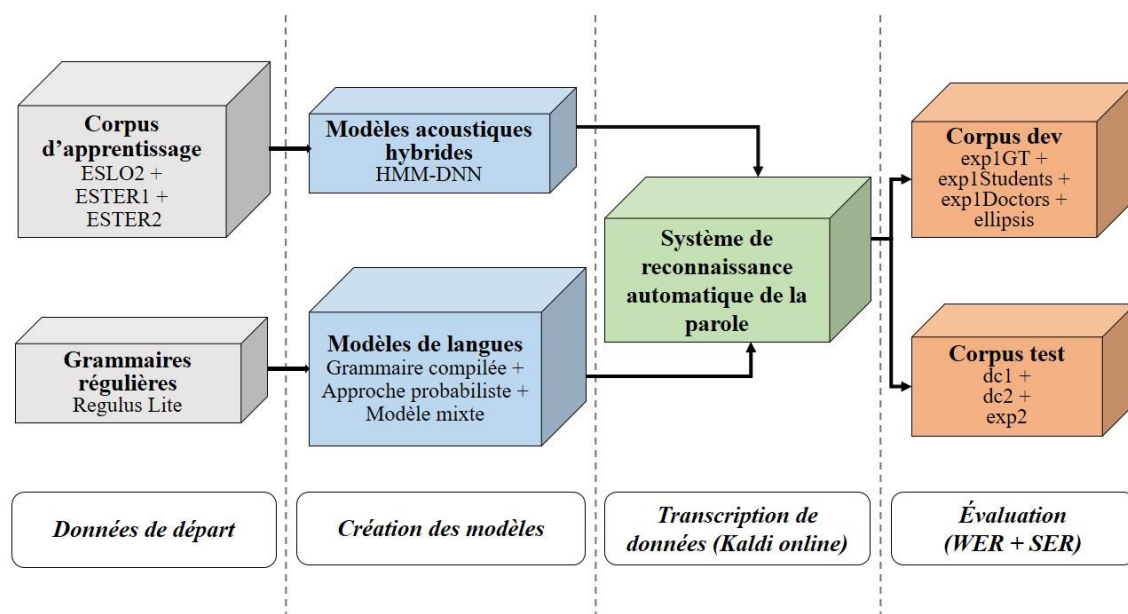 Corpus
d'apprentissage
ESLO2 +
ESTER1 +
ESTER2
Grammaires
régulières
Regulus Lite
Données de départ
Modèles acoustiques
hybrides
HMM-DNN
Modèles de langues
Grammaire compilée +
Approche probabiliste +
Modèle mixte
Création des modèles
Système de
reconnaissance
automatique de la
parole
Transcription de
données (Kaldi online)
Corpus dev
exp1GT +
exp1Students +
exp1Doctors +
ellipsis
Corpus test
dc1 +
dc2 +
exp2
Évaluation
(WER + SER)